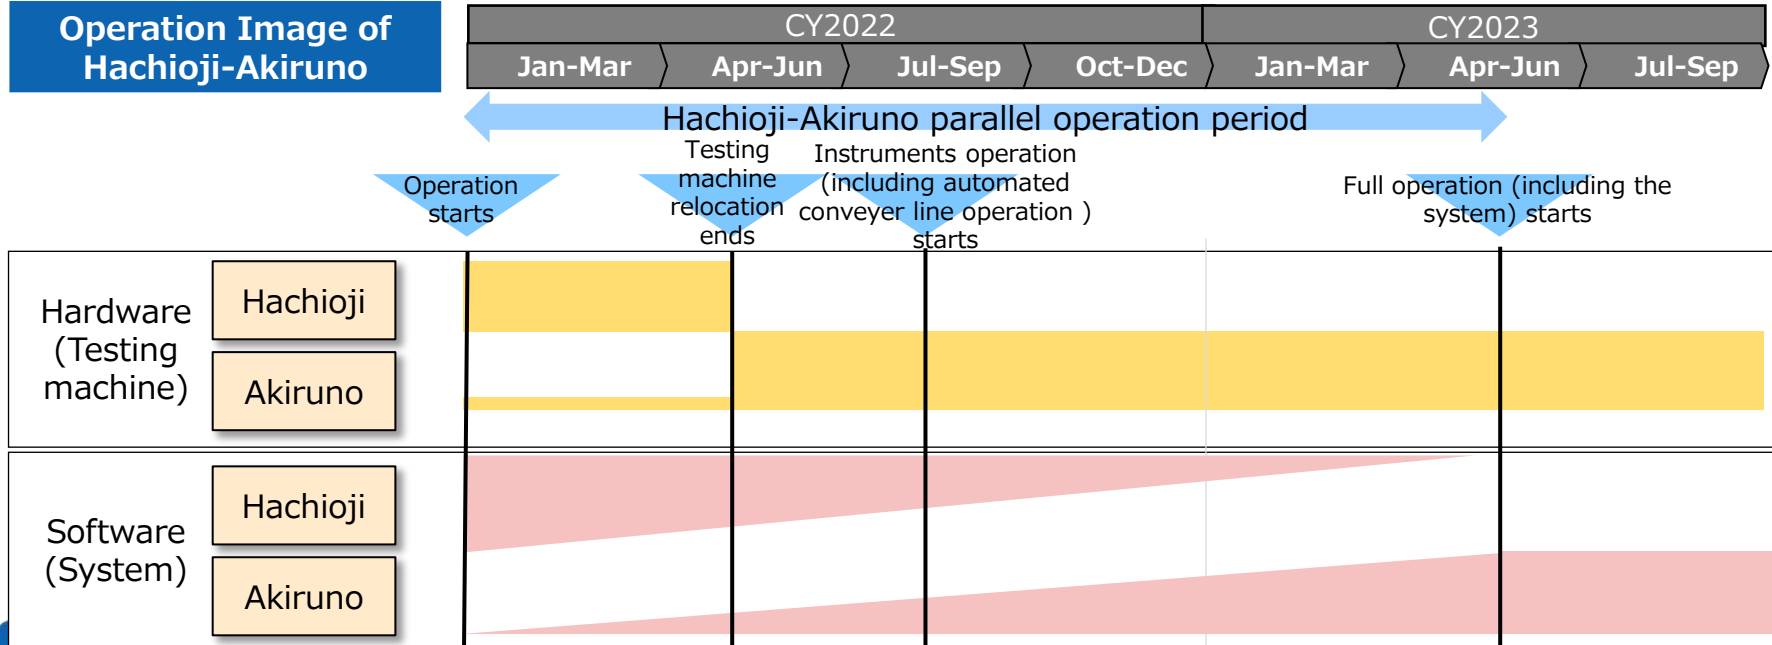 Operation Image of
Hachioji-Akiruno
CY2022
CY2023
Jan-Mar
Apr-Jun
Jul-Sep
Oct-Dec
Jan-Mar
Apr-Jun
Jul-Sep
Hachioji-Akiruno parallel operation period
Operation
starts
Testing
machine
relocation
ends
Instruments operation
(including automated
conveyer line operation )
starts
Full operation (including the
system) starts
Hardware
(Testing
machine)
Hachioji
Akiruno
Software
(System)
Hachioji
Akiruno